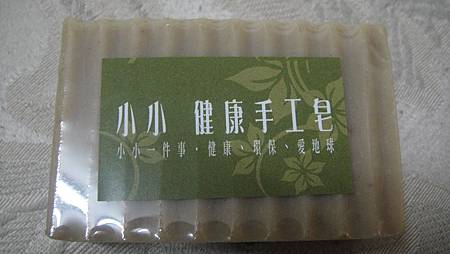 小小 健康手工皂
小小一件事‧健康、環保、愛地球